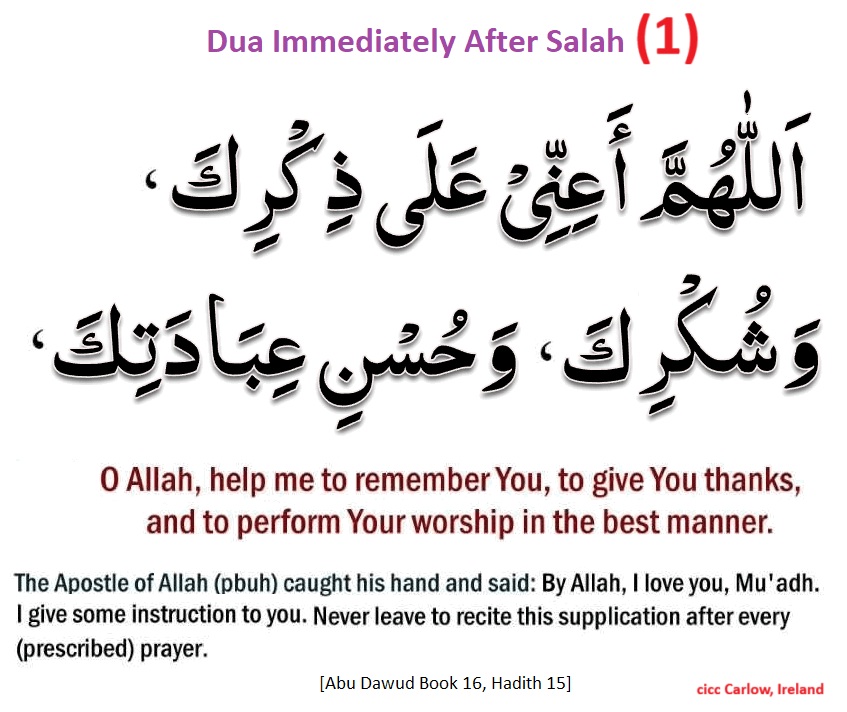 Dua Immediately After Salah (1)
اَللّٰهُمَّ أَعِنِّىْ عَلَى ذِكْرِكَ،
وَشُكْرِكَ، وَحُسْنِ عِبَادَتِكَ،
O Allah, help me to remember You, to give You thanks,
and to perform Your worship in the best manner.
The Apostle of Allah (pbuh) caught his hand and said: By Allah, I love you, Mu'adh.
I give some instruction to you. Never leave to recite this supplication after every
(prescribed) prayer.
[Abu Dawud Book 16, Hadith 15]
cicc Carlow, Ireland